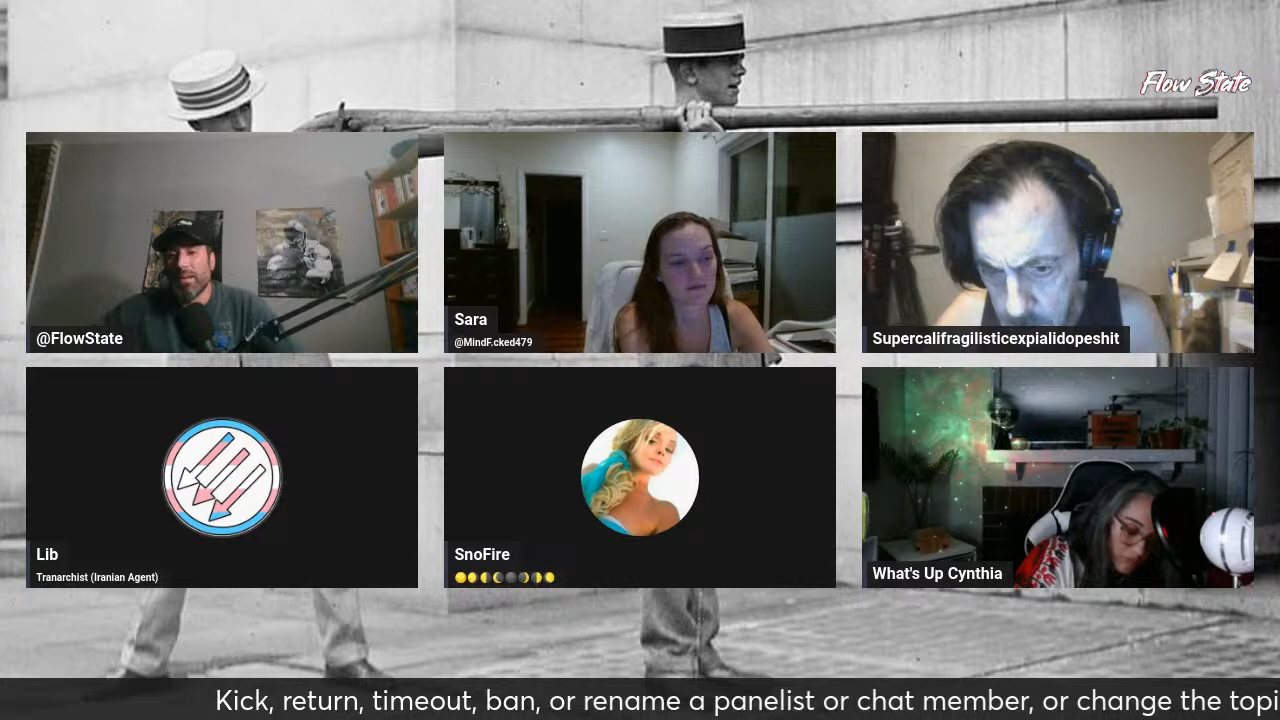 Flow State
@FlowState
Sara
@MindF.cked479
Supercalifragilisticexpialidopeshit
Lib
Tranarchist (Iranian Agent)
SnoFire
🌕🌕🌗🌘🌑🌒🌓🌕
What's Up Cynthia
Kick, return, timeout, ban, or rename a panelist or chat member, or change the topi